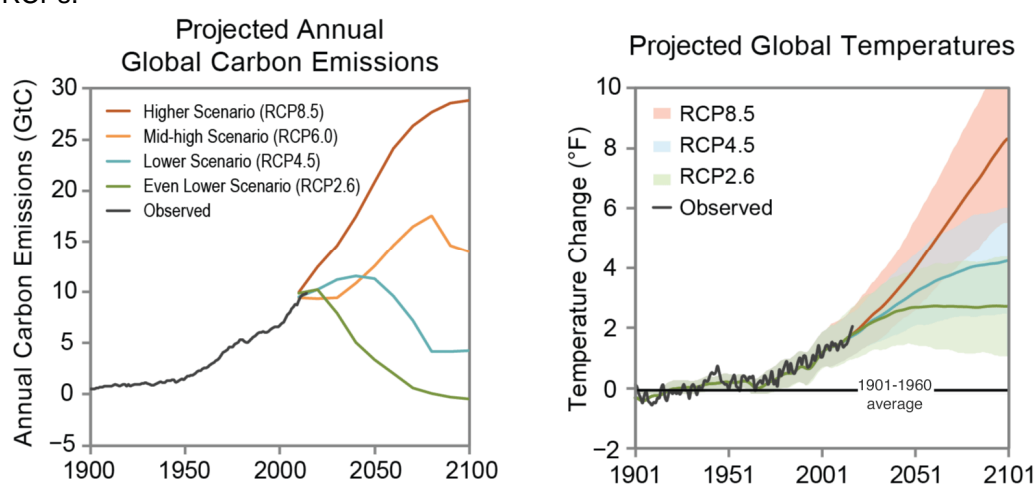 Projected Annual
Global Carbon Emissions
Annual Carbon Emissions (GtC)
30
25
20
15
10
5
0
−5
1900
1950
2000
2050
2100
Higher Scenario (RCP8.5)
Mid-high Scenario (RCP6.0)
Lower Scenario (RCP4.5)
Even Lower Scenario (RCP2.6)
Observed
Projected Global Temperatures
Temperature Change (°F)
10
8
6
4
2
0
−2
1901
1951
2001
2051
2101
RCP8.5
RCP4.5
RCP2.6
Observed
1901-1960
average